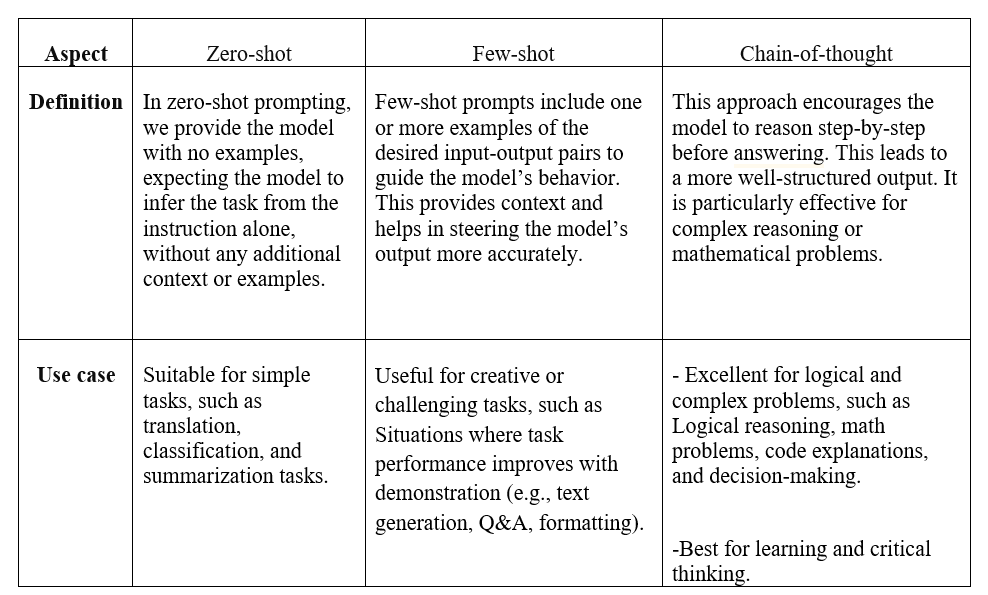 Aspect
Zero-shot
Few-shot
Chain-of-thought
Definition
In zero-shot prompting,
we provide the model
with no examples,
expecting the model to
infer the task from the
instruction alone,
without any additional
context or examples.
Few-shot prompts include one
or more examples of the
desired input-output pairs to
guide the model’s behavior.
This provides context and
helps in steering the model’s
output more accurately.
This approach encourages the
model to reason step-by-step
before answering. This leads to
a more well-structured output. It
is particularly effective for
complex reasoning or
mathematical problems.
Use case
Suitable for simple
tasks, such as
translation,
classification, and
summarization tasks.
Useful for creative or
challenging tasks, such as
Situations where task
performance improves with
demonstration (e.g., text
generation, Q&A, formatting).
- Excellent for logical and
complex problems, such as
Logical reasoning, math
problems, code explanations,
and decision-making.
-Best for learning and critical
thinking.